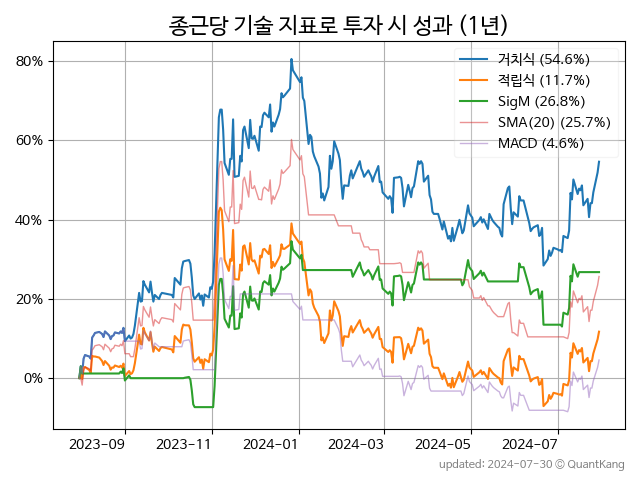 종근당 기술 지표로 투자 시 성과 (1년)
80%
60%
40%
20%
0%
거치식 (54.6%)
적립식 (11.7%)
SigM (26.8%)
SMA(20) (25.7%)
MACD (4.6%)
2023-09
2023-11
2024-01
2024-03
2024-05
2024-07
updated: 2024-07-30 © QuantKang